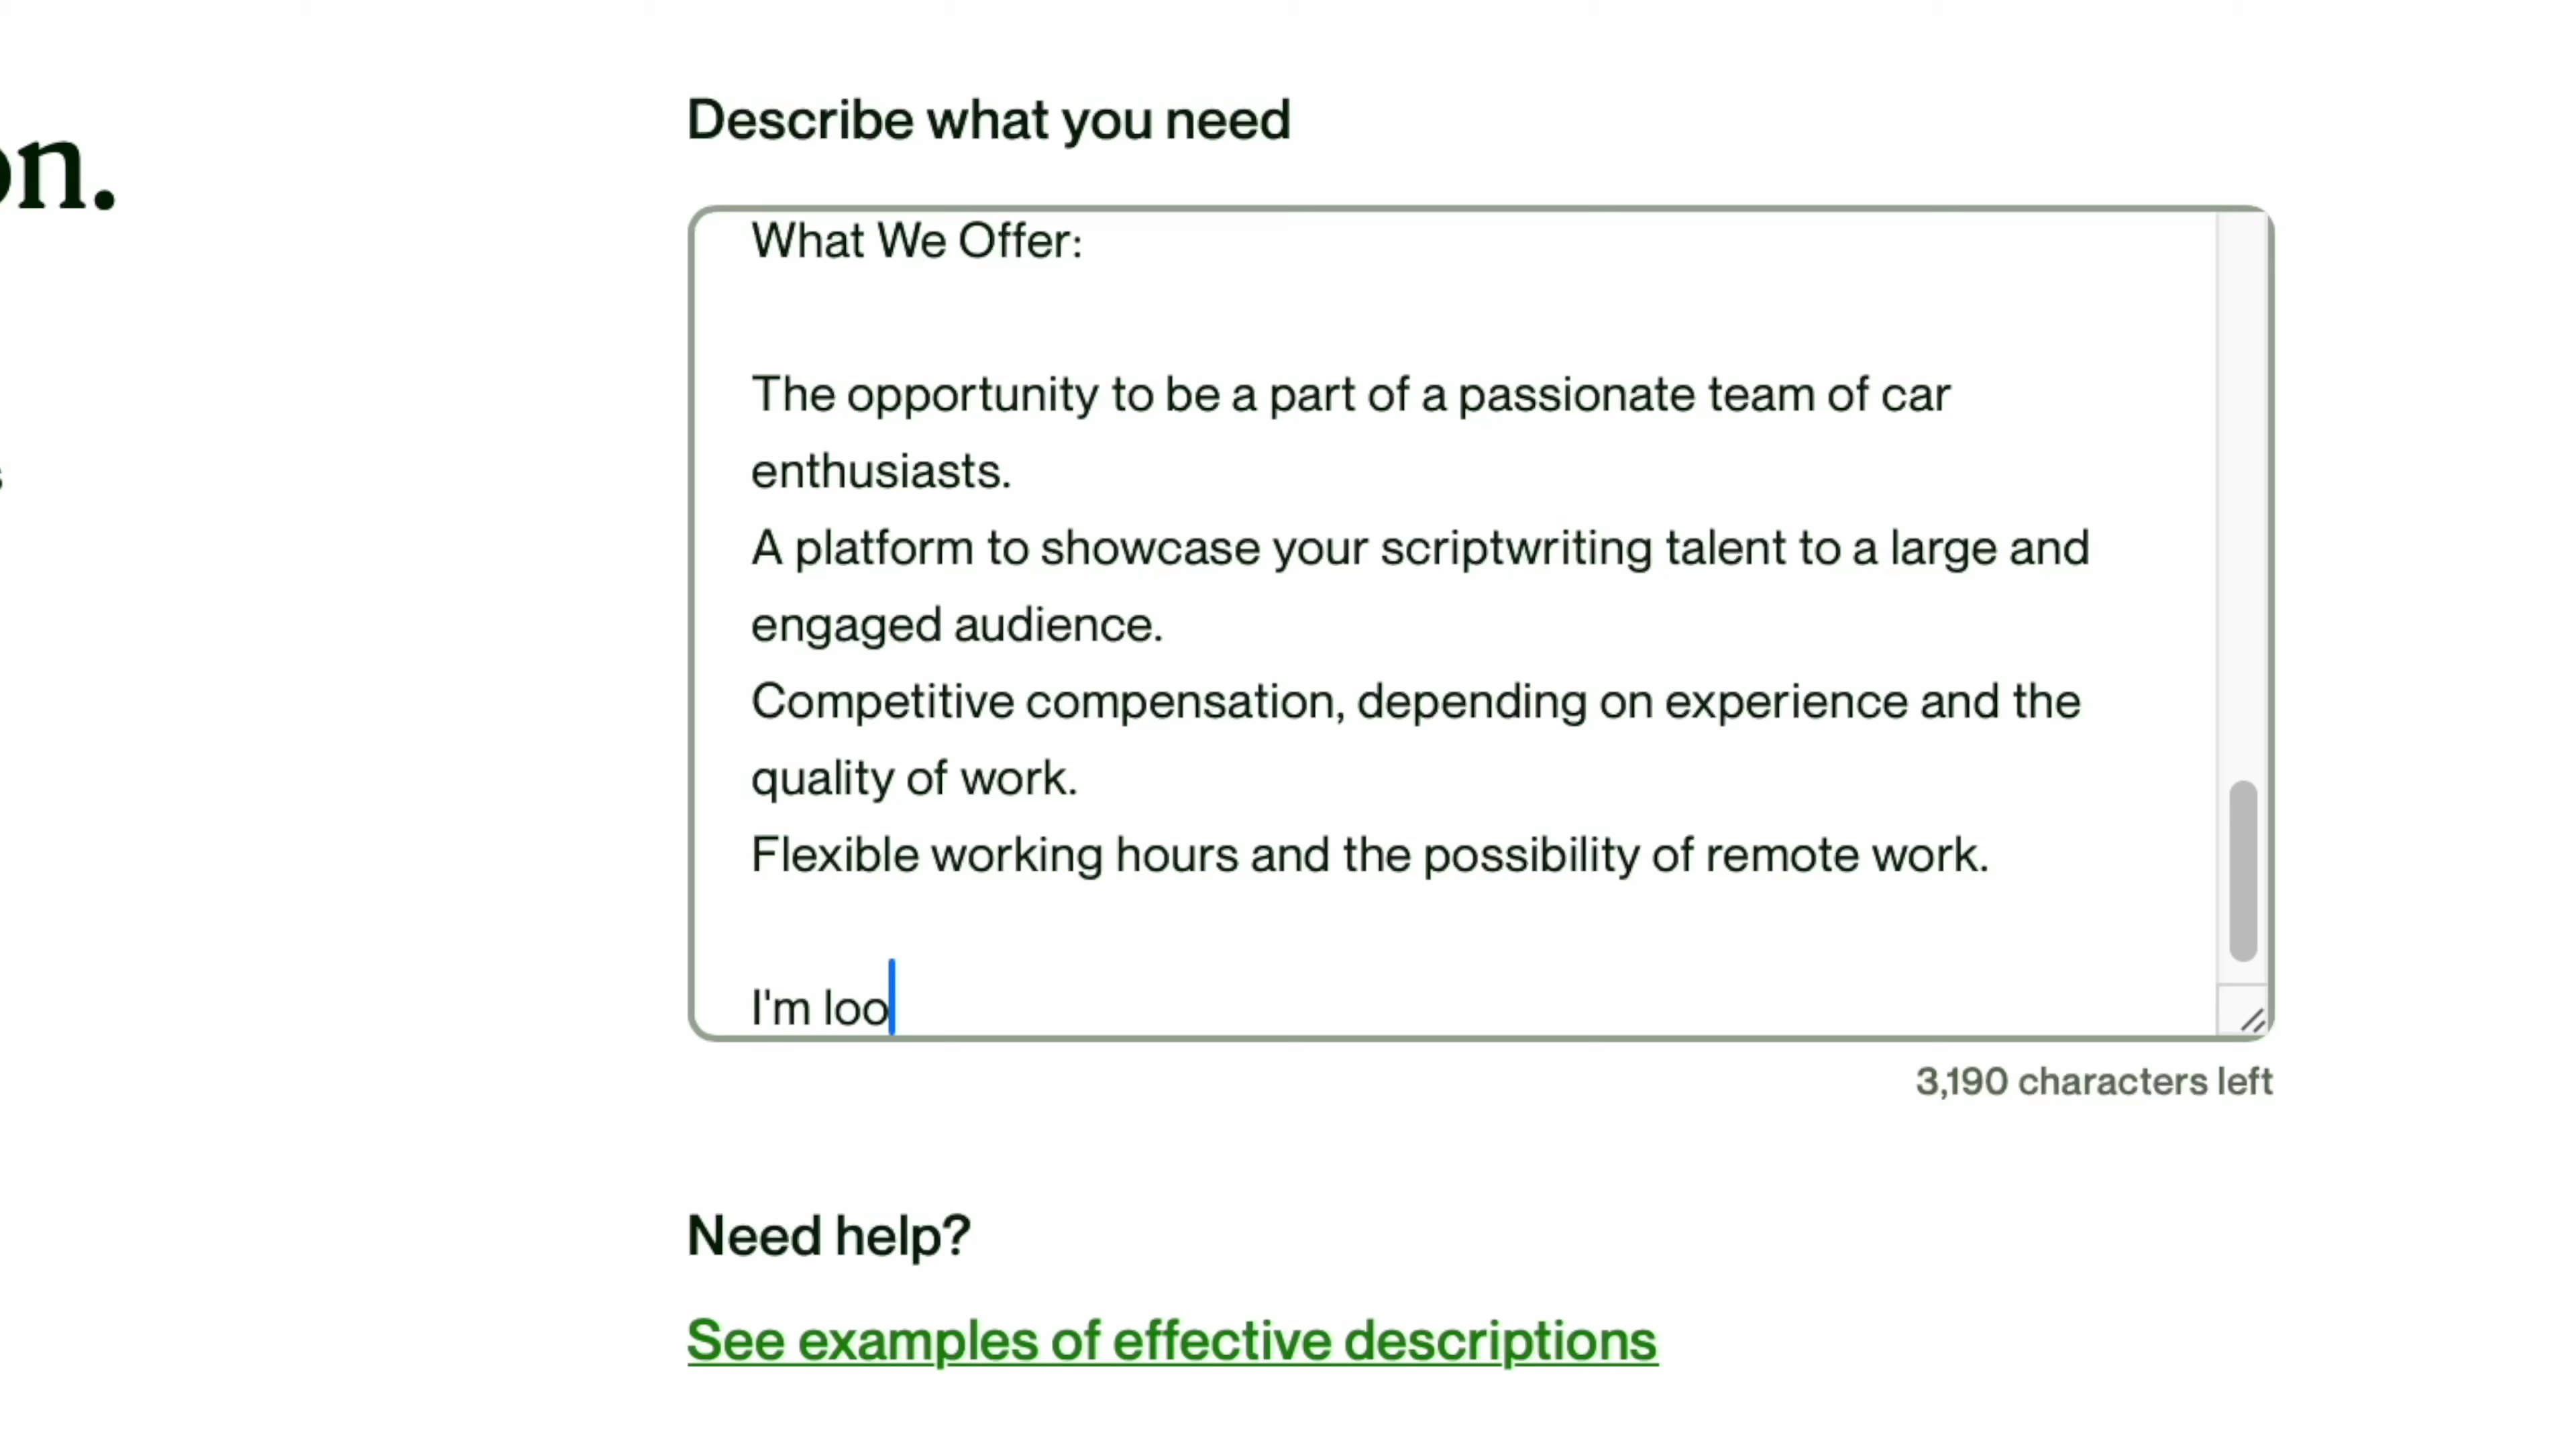 Describe what you need
on.
What We Offer:
The opportunity to be a part of a passionate team of car
enthusiasts.
A platform to showcase your scriptwriting talent to a large and
engaged audience.
Competitive compensation, depending on experience and the
quality of work.
Flexible working hours and the possibility of remote work.
I'm loo
3,190 characters left
Need help?
See examples of effective descriptions